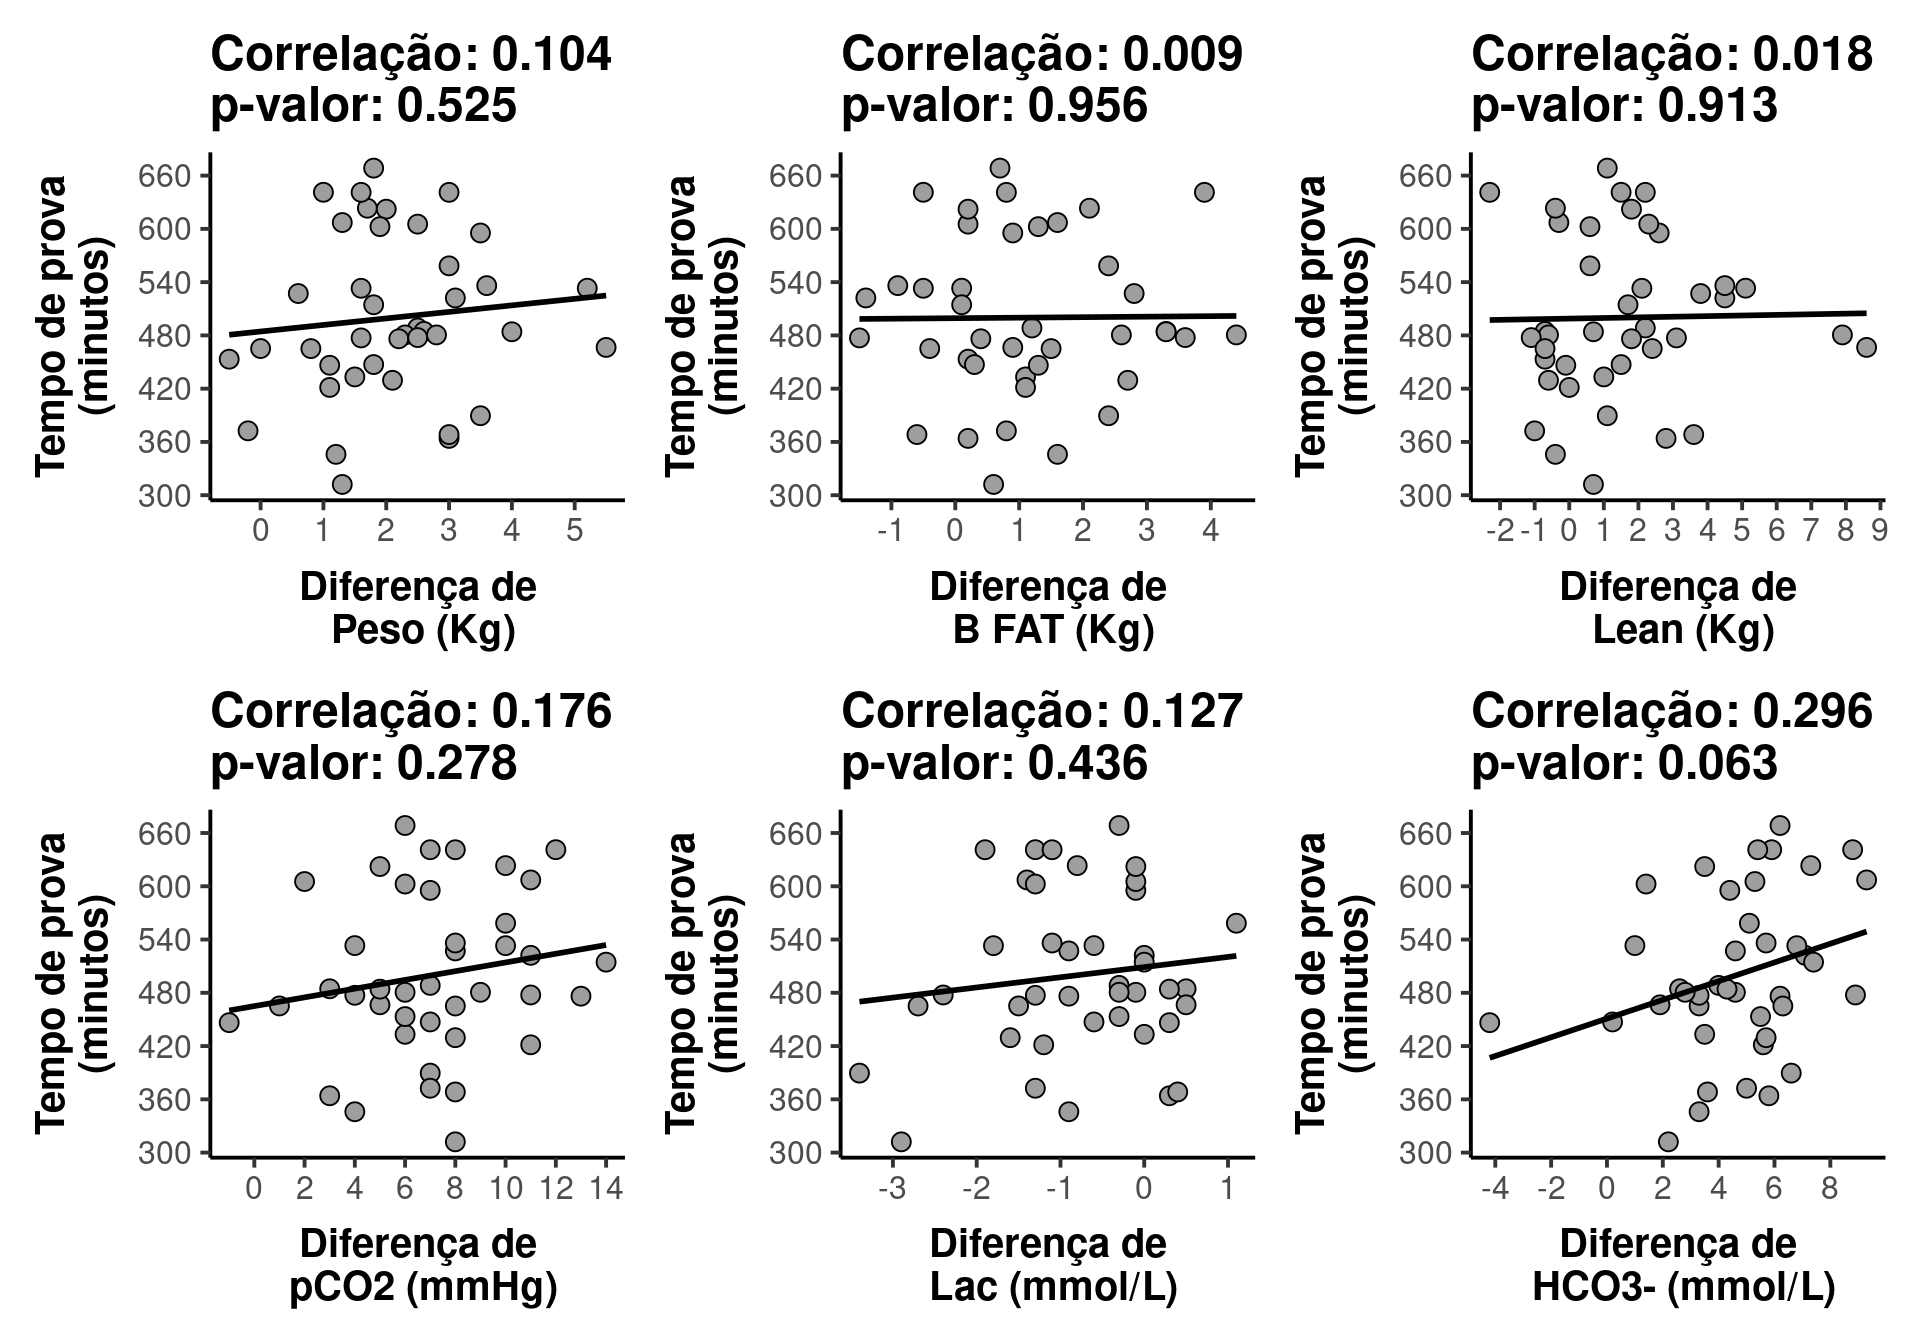 Correlação: 0.104
p-valor: 0.525
Tempo de prova
(minutos)
660
600
540
480
420
360
300
0 1 2 3 4 5
Diferença de
Peso (Kg)
Correlação: 0.009
p-valor: 0.956
Tempo de prova
(minutos)
660
600
540
480
420
360
300
-1 0 1 2 3 4
Diferença de
B FAT (Kg)
Correlação: 0.018
p-valor: 0.913
Tempo de prova
(minutos)
660
600
540
480
420
360
300
-2 -1 0 1 2 3 4 5 6 7 8 9
Diferença de
Lean (Kg)
Correlação: 0.176
p-valor: 0.278
Tempo de prova
(minutos)
660
600
540
480
420
360
300
0 2 4 6 8 10 12 14
Diferença de
pCO2 (mmHg)
Correlação: 0.127
p-valor: 0.436
Tempo de prova
(minutos)
660
600
540
480
420
360
300
-3 -2 -1 0 1
Diferença de
Lac (mmol/L)
Correlação: 0.296
p-valor: 0.063
Tempo de prova
(minutos)
660
600
540
480
420
360
300
-4 -2 0 2 4 6 8
Diferença de
HCO3- (mmol/L)